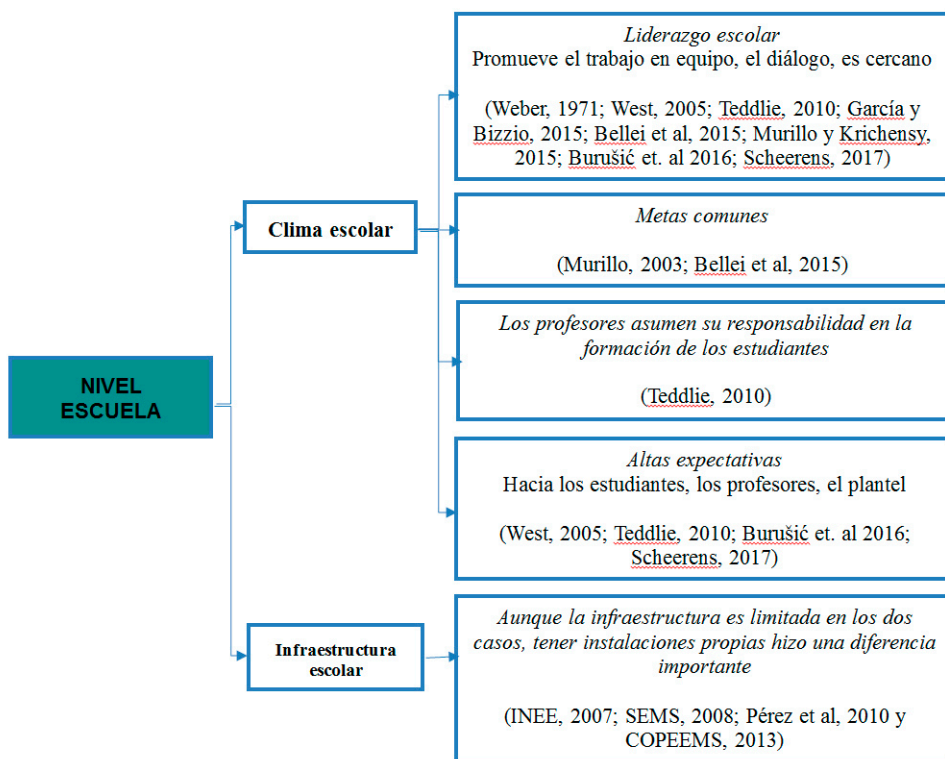 Liderazgo escolar
Promueve el trabajo en equipo, el diálogo, es cercano
(Weber, 1971; West, 2005; Teddlie, 2010; García y
Bizzio, 2015; Bellei et al, 2015; Murillo y Krichensy,
2015; Burušić et. al 2016; Scheerens, 2017)
Clima escolar
Metas comunes
(Murillo, 2003; Bellei et al, 2015)
Los profesores asumen su responsabilidad en la
formación de los estudiantes
(Teddlie, 2010)
NIVEL
ESCUELA
Altas expectativas
Hacia los estudiantes, los profesores, el plantel
(West, 2005; Teddlie, 2010; Burušić et. al 2016;
Scheerens, 2017)
Infraestructura
escolar
Aunque la infraestructura es limitada en los dos
casos, tener instalaciones propias hizo una diferencia
importante
(INEE, 2007; SEMS, 2008; Pérez et al, 2010 y
COPEEMS, 2013)